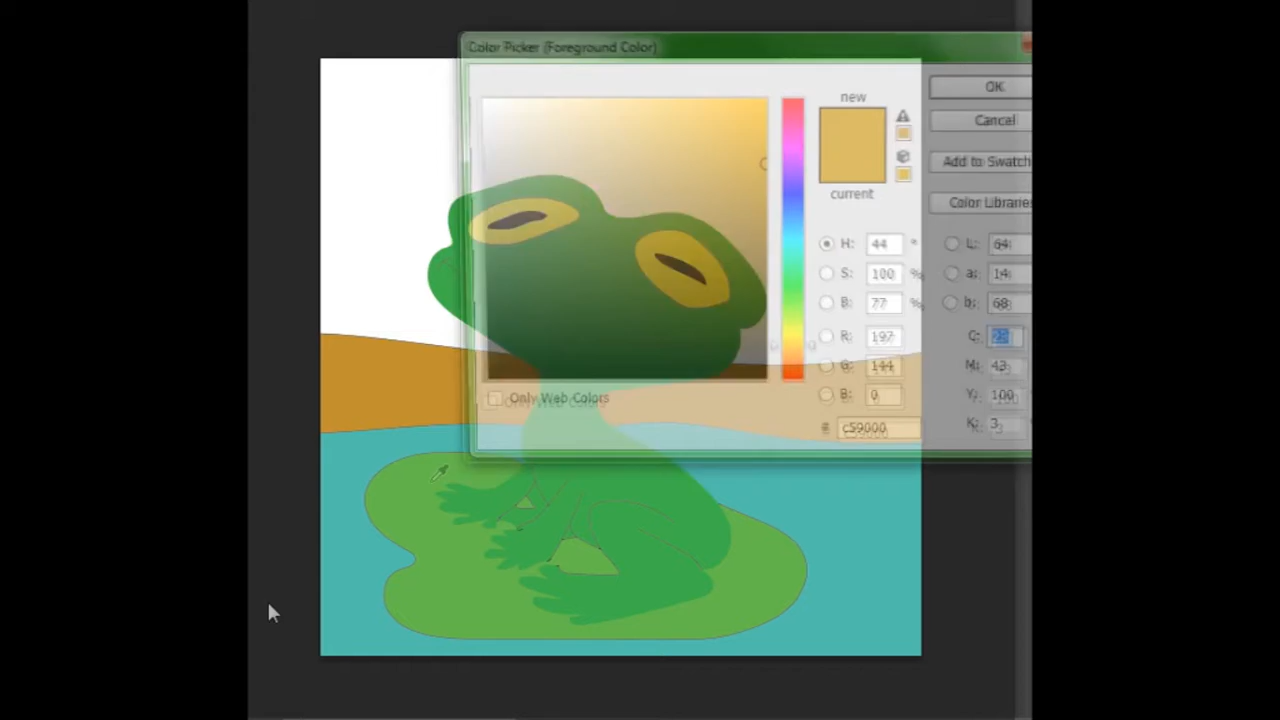 Color Picker (Foreground Color)
new
OK
Cancel
Add to Swatch
current
Color Libraries
H: 44 °
L: 64
S: 100 %
a: 14
B: 77 %
b: 68
R: 197
C:
G: 144
M: 43
B: 0
Y: 100
# c59000
K: 3
Only Web Colors